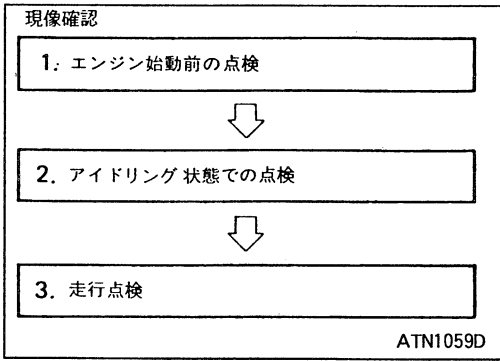 現像確認
1. エンジン始動前の点検
2. アイドリング状態での点検
3. 走行点検
ATN1059D